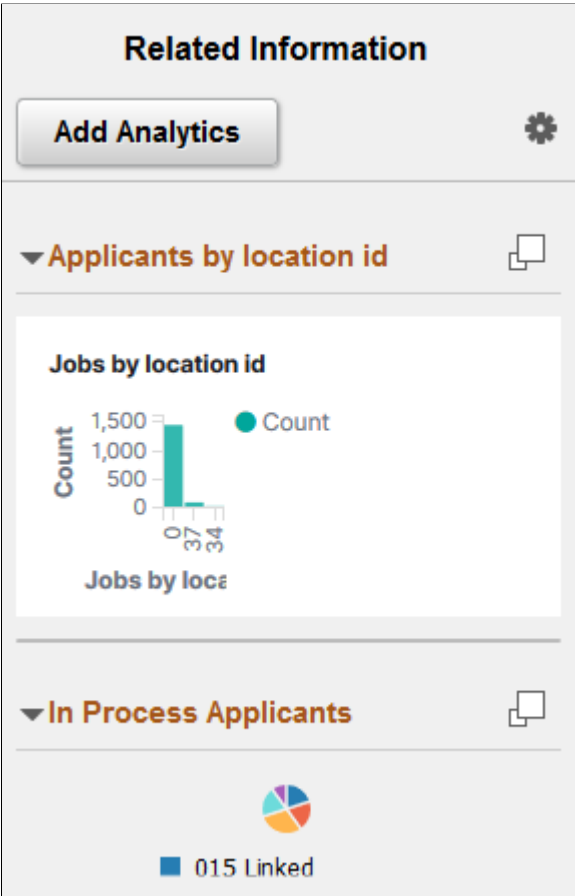 Related Information
Add Analytics
Applicants by location id
Jobs by location id
Count
1,500
1,000
500
0
Count
0
37
34
Jobs by loca
In Process Applicants
015 Linked